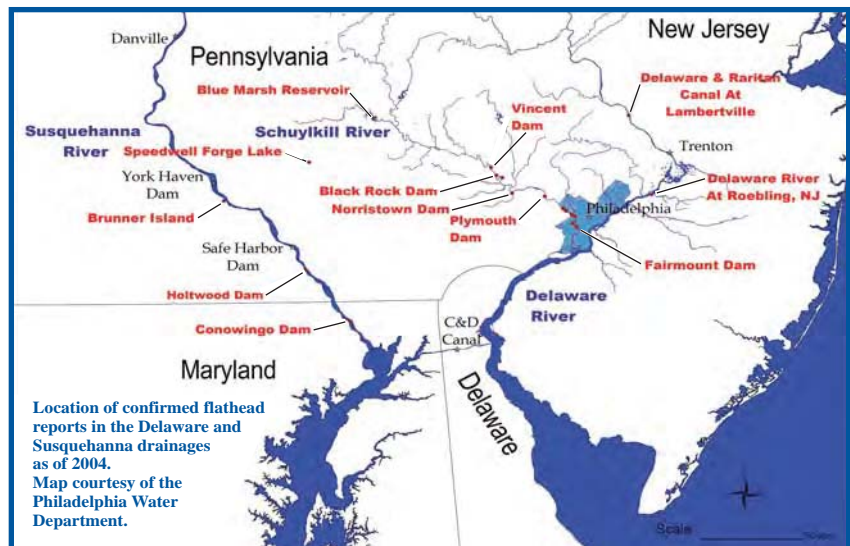 Danville
Pennsylvania
New Jersey
Blue Marsh Reservoir
Delaware & Raritan
Canal At
Lambertville
Vincent
Dam
Susquehanna
River
Schuylkill River
Speedwell Forge Lake
Trenton
York Haven
Dam
Black Rock Dam
Norristown Dam
Delaware River
At Roebling, NJ
Brunner Island
Plymouth
Dam
Philadelphia
Safe Harbor
Dam
Fairmount Dam
Holtwood Dam
Delaware
River
Conowingo Dam
C&D
Canal
Maryland
Delaware
Location of confirmed flathead
reports in the Delaware and
Susquehanna drainages
as of 2004.
Map courtesy of the
Philadelphia Water
Department.
Scale